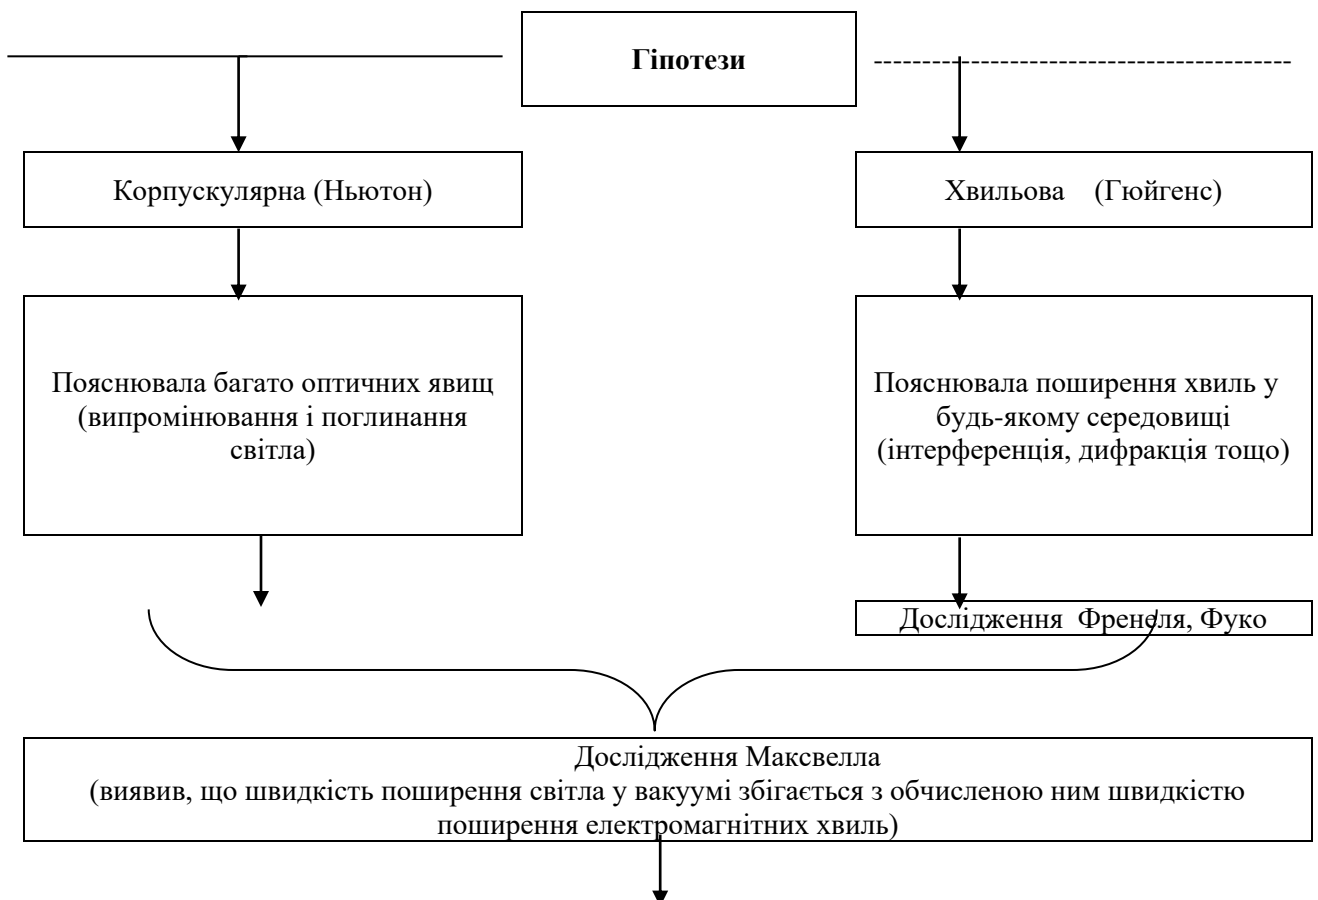 Гіпотези
Корпускулярна (Ньютон)
Хвильова (Гюйгенс)
Пояснювала багато оптичних явищ
(випромінювання і поглинання
світла)
Пояснювала поширення хвиль у
будь-якому середовищі
(інтерференція, дифракція тощо)
Дослідження Френеля, Фуко
Дослідження Максвелла
(виявив, що швидкість поширення світла у вакуумі збігається з обчисленою ним швидкістю
поширення електромагнітних хвиль)